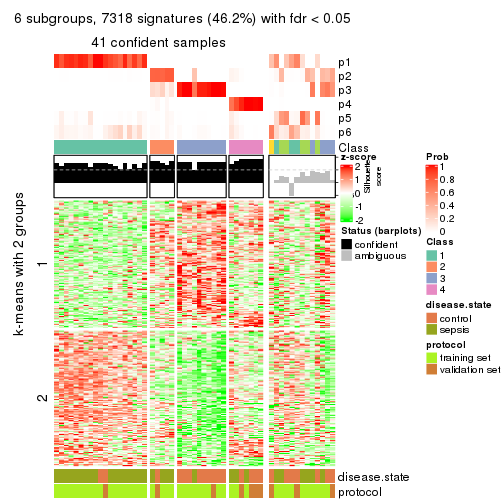 6 subgroups, 7318 signatures (46.2%) with fdr < 0.05
41 confident samples
p1
p2
p3
p4
p5
p6
Class
z-score
2
1
0
-1
-2
Silhouette
score
Prob
1
0.8
0.6
0.4
0.2
0
Status (barplots)
confident
ambiguous
Class
1
2
3
4
disease.state
control
sepsis
protocol
training set
validation set
k-means with 2 groups
1
2
disease.state
protocol